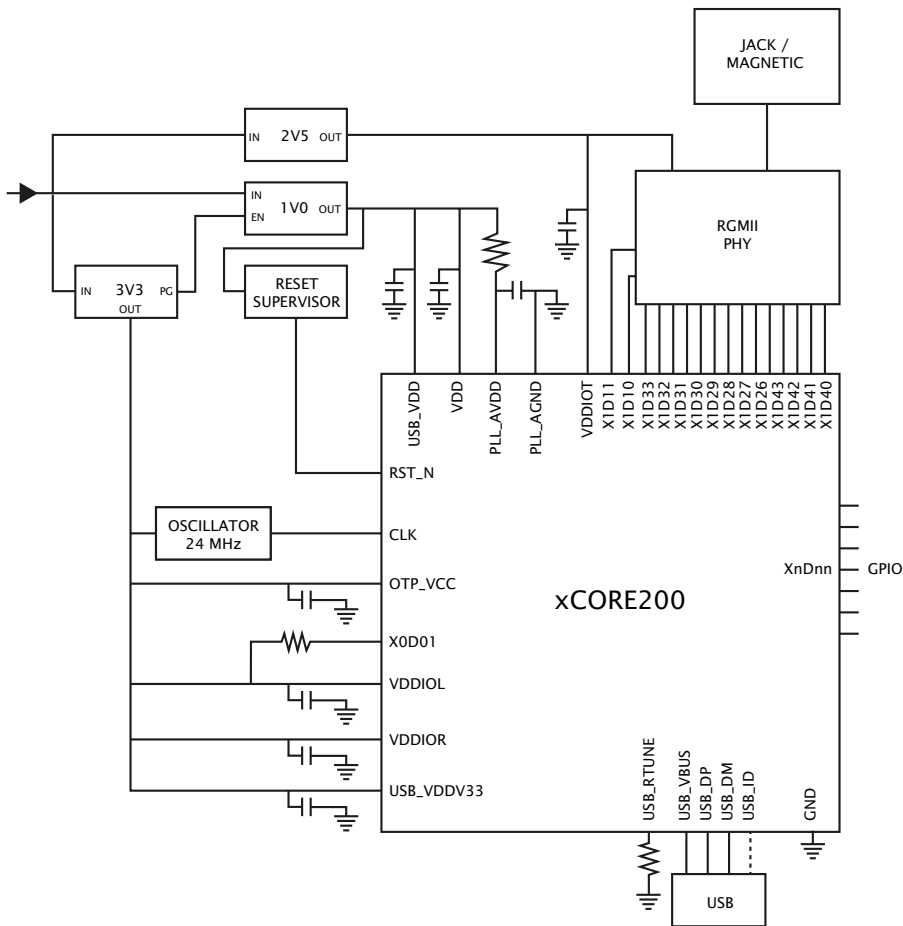 JACK /
MAGNETIC
IN 2V5 OUT
IN
1V0 OUT
EN
RGMII
PHY
IN 3V3 PG
OUT
RESET
SUPERVISOR
USB_VDD
VDD
PLL_AVDD
PLL_AGND
VDDIOT
X1D11
X1D10
X1D33
X1D32
X1D31
X1D30
X1D29
X1D28
X1D27
X1D26
X1D43
X1D42
X1D41
X1D40
RST_N
OSCILLATOR
24 MHz
CLK
XnDnn GPIO
OTP_VCC
xCORE200
X0D01
VDDIOL
VDDIOR
USB_VDDV33
USB_RTUNE
USB_VBUS
USB_DP
USB_DM
USB_ID
GND
USB